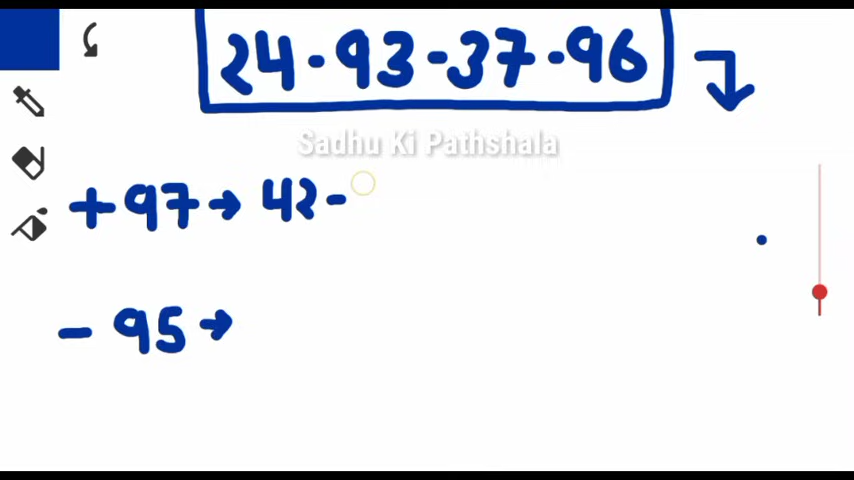 24 - 93 - 37 - 96
Sadhu Ki Pathshala
+ 97 → 42 -
- 95 →